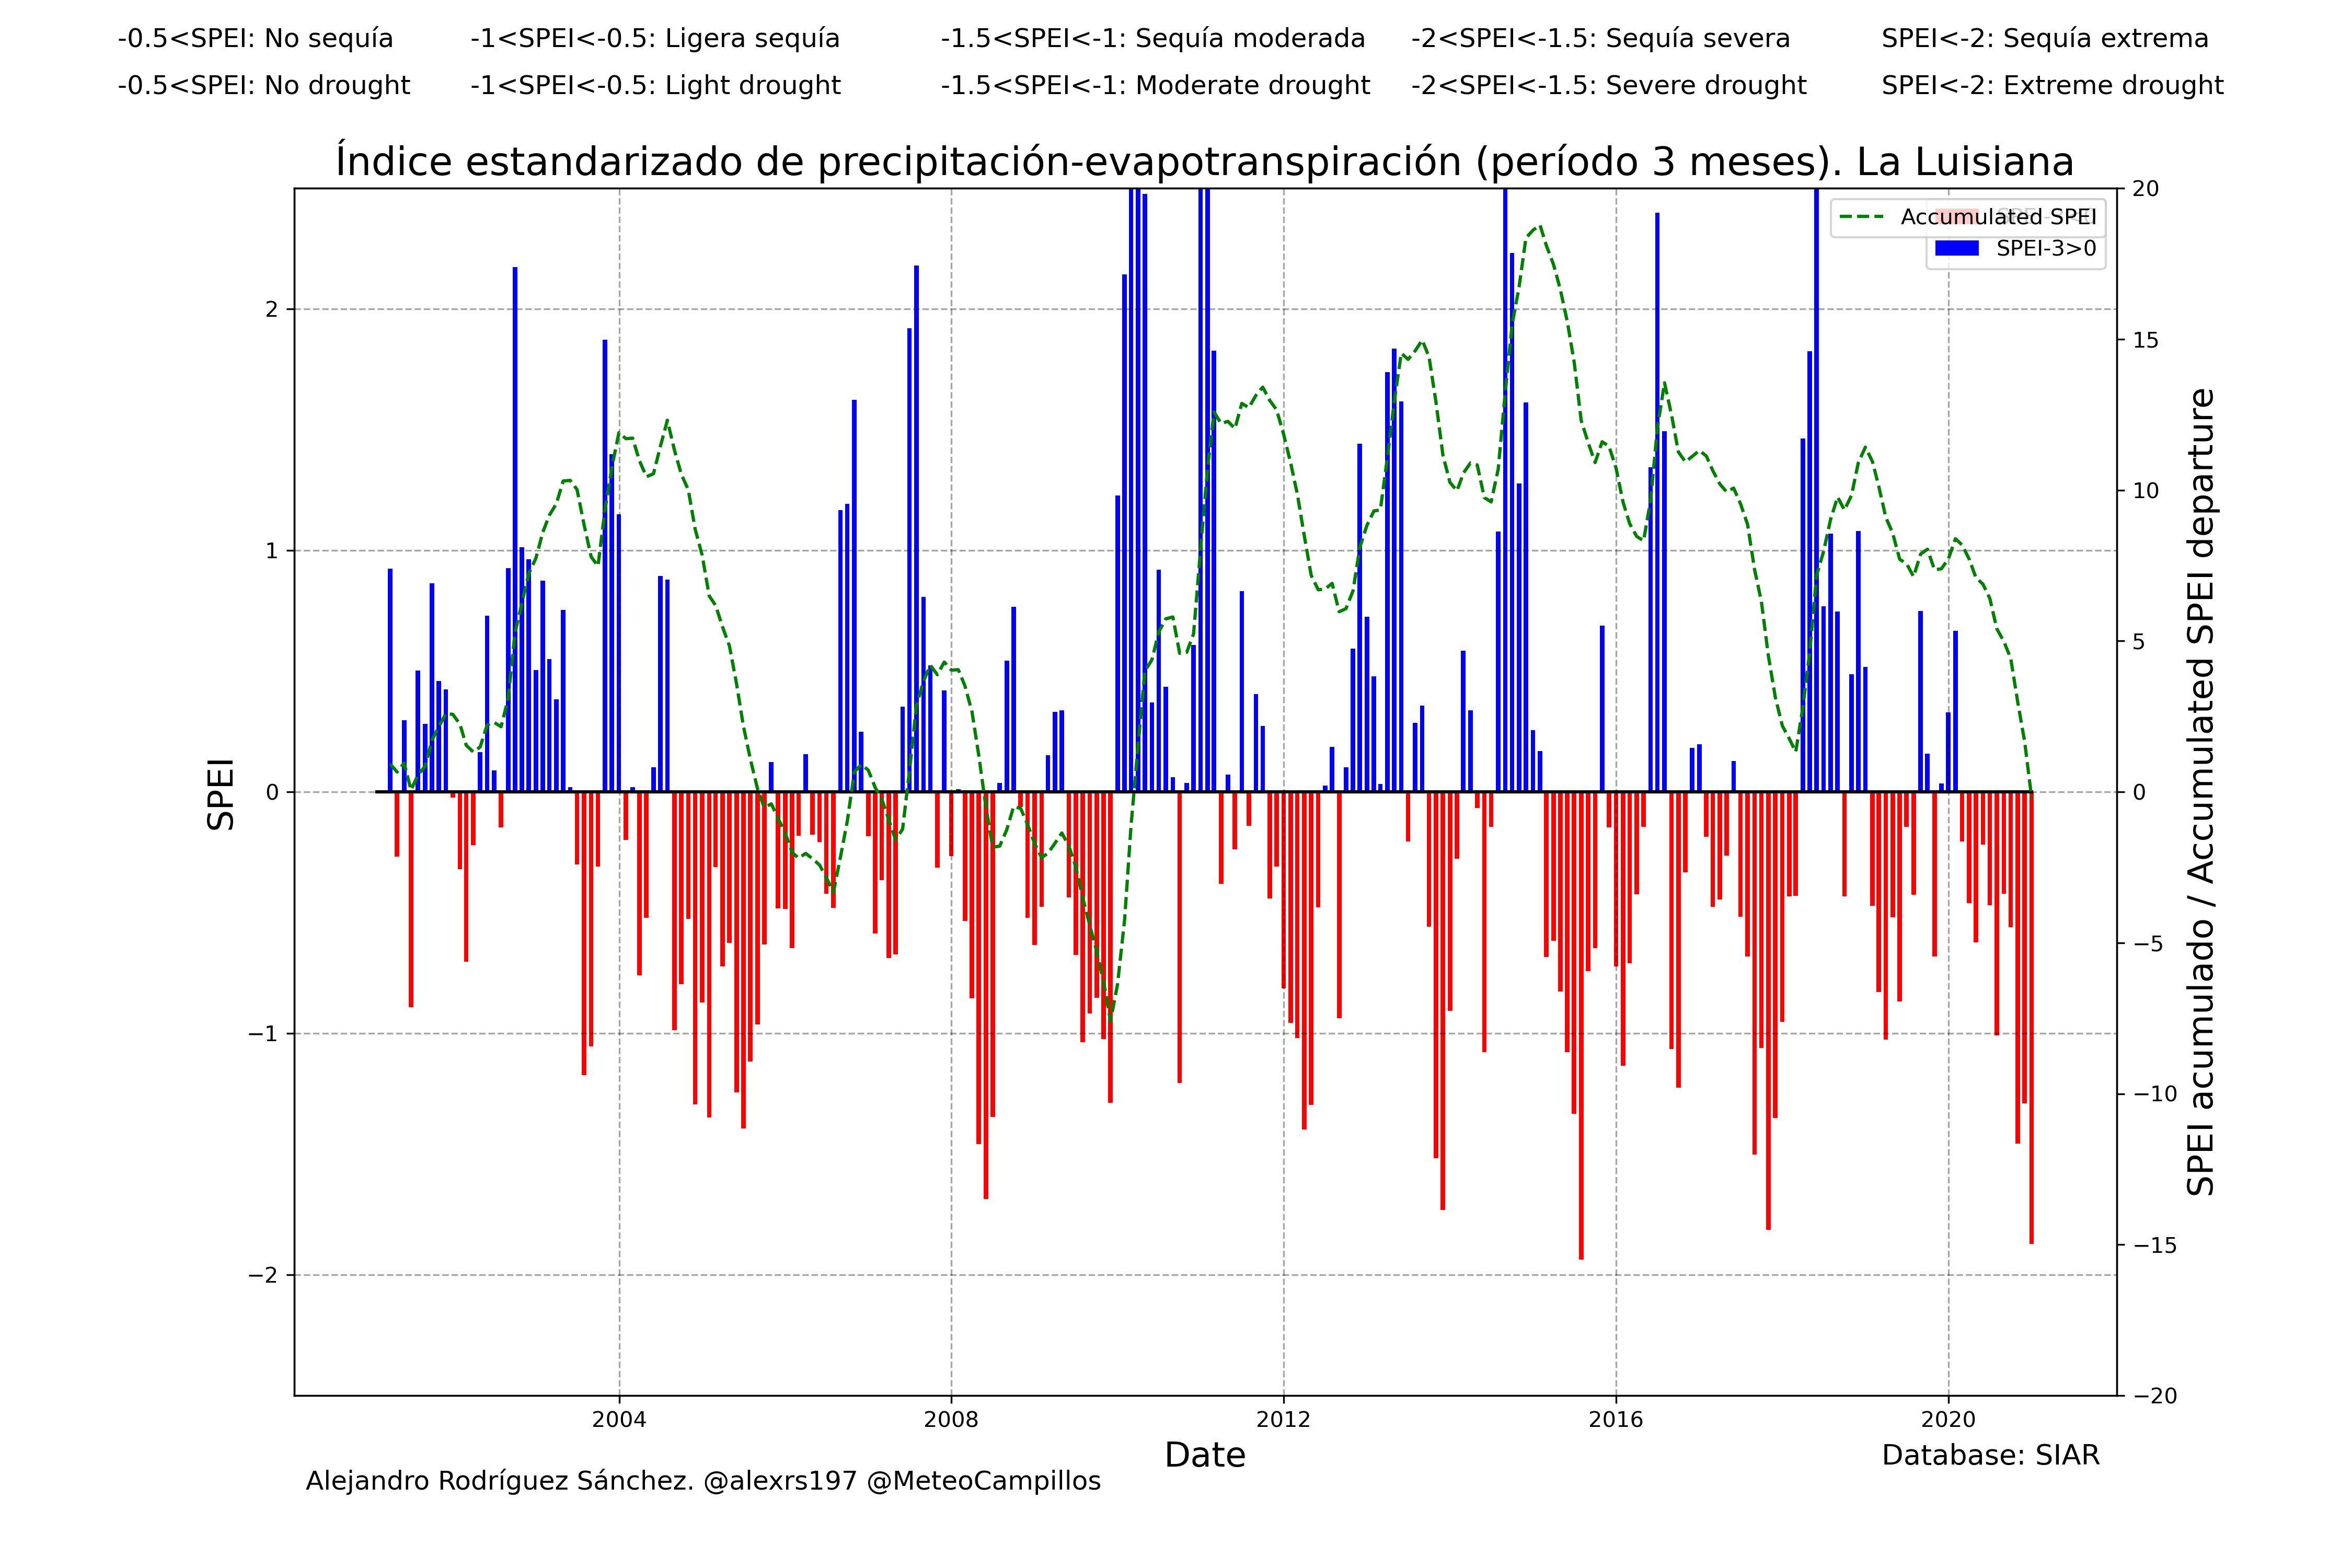 -0.5<SPEI: No sequía -1<SPEI<-0.5: Ligera sequía -1.5<SPEI<-1: Sequía moderada -2<SPEI<-1.5: Sequía severa SPEI<-2: Sequía extrema
-0.5<SPEI: No drought -1<SPEI<-0.5: Light drought -1.5<SPEI<-1: Moderate drought -2<SPEI<-1.5: Severe drought SPEI<-2: Extreme drought
Índice estandarizado de precipitación-evapotranspiración (período 3 meses). La Luisiana
Accumulated SPEI
SPEI-3>0
SPEI
2
1
0
−1
−2
20
15
10
5
0
−5
−10
−15
−20
SPEI acumulado / Accumulated SPEI departure
2004 2008 2012 2016 2020
Date
Database: SIAR
Alejandro Rodríguez Sánchez. @alexrs197 @MeteoCampillos